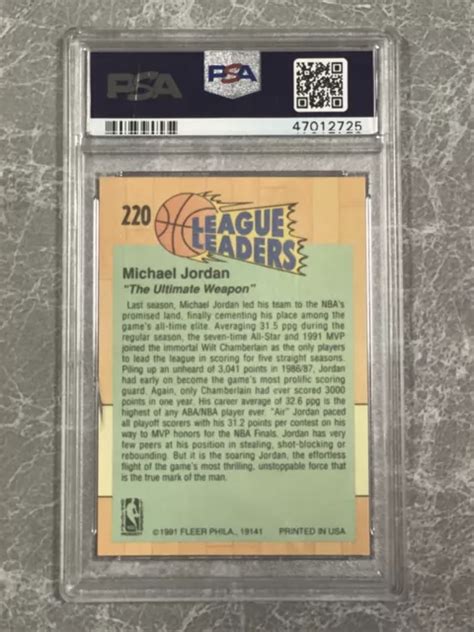 PSA
PSA
47012725
220
LEAGUE
LEADERS
Michael Jordan
"The Ultimate Weapon"
Last season, Michael Jordan led his team to the NBA's
promised land, finally cementing his place among the
game's all-time elite. Averaging 31.5 ppg during the
regular season, the seven-time All-Star and 1991 MVP
joined the immortal Wilt Chamberlain as the only players
to lead the league in scoring for five straight seasons.
Piling up an unheard of 3,041 points in 1986/87, Jordan
had early on become the game's most prolific scoring
guard. Again, only Chamberlain had ever scored 3000
points in one year. His career average of 32.6 ppg is the
highest of any ABA/NBA player ever. "Air" Jordan paced
all playoff scorers with his 31.2 points per contest on his
way to MVP honors for the NBA Finals. Jordan has very
few peers at his position in stealing, shot-blocking or
rebounding. But it is the soaring Jordan, the effortless
flight of the game's most thrilling, unstoppable force that
is the true mark of the man.
©1991 FLEER PHILA., 19141 PRINTED IN USA